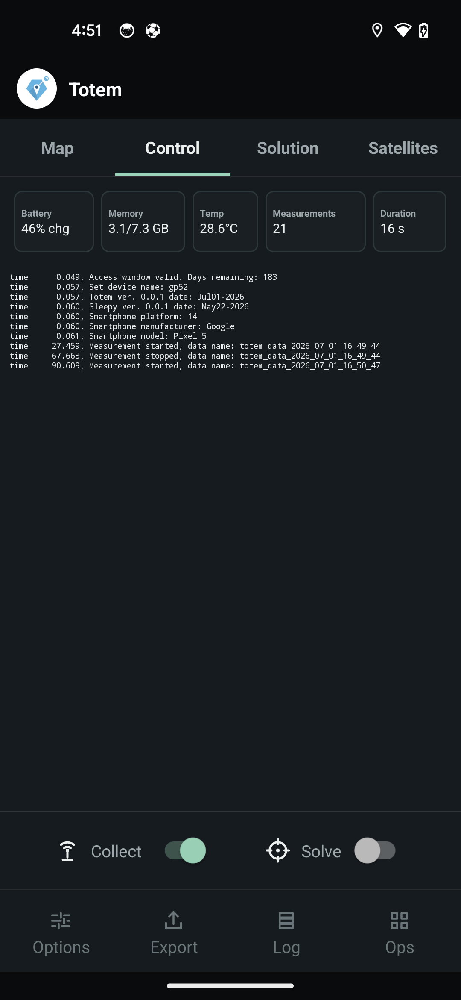 4:51
Totem
Map Control Solution Satellites
Battery Memory Temp Measurements Duration
46% chg 3.1/7.3 GB 28.6°C 21 16 s
time 0.049, Access window valid. Days remaining: 183
time 0.057, Set device name: gp52
time 0.057, Totem ver. 0.0.1 date: Jul01-2026
time 0.060, Sleepy ver. 0.0.1 date: May22-2026
time 0.060, Smartphone platform: 14
time 0.060, Smartphone manufacturer: Google
time 0.061, Smartphone model: Pixel 5
time 27.459, Measurement started, data name: totem_data_2026_07_01_16_49_44
time 67.663, Measurement stopped, data name: totem_data_2026_07_01_16_49_44
time 90.609, Measurement started, data name: totem_data_2026_07_01_16_50_47
Collect Solve
Options Export Log Ops